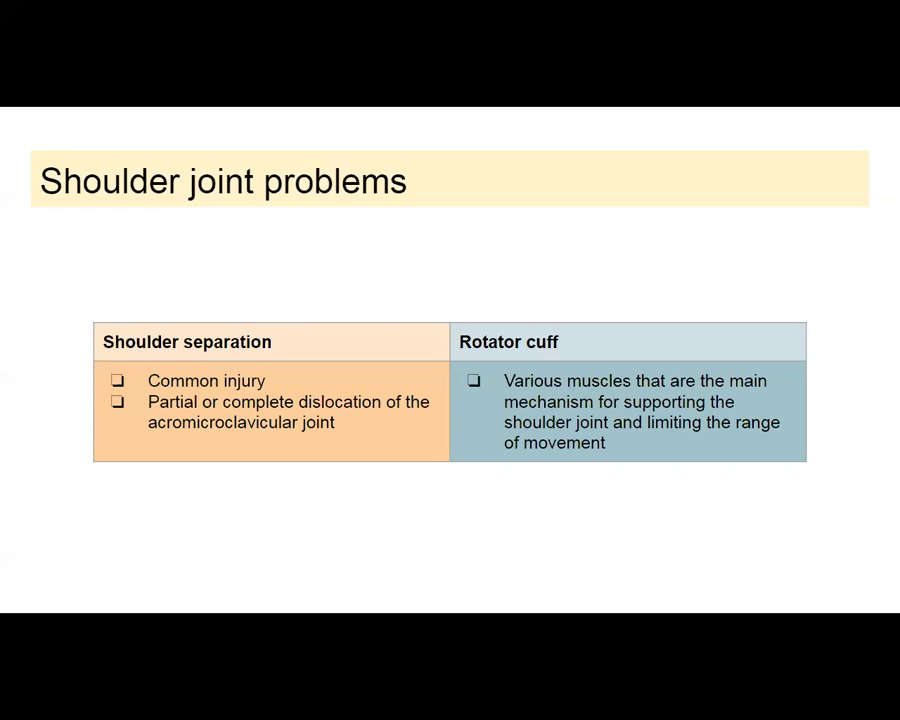 Shoulder joint problems
Shoulder separation
❏ Common injury
❏ Partial or complete dislocation of the
acromicroclavicular joint
Rotator cuff
❏ Various muscles that are the main
mechanism for supporting the
shoulder joint and limiting the range
of movement